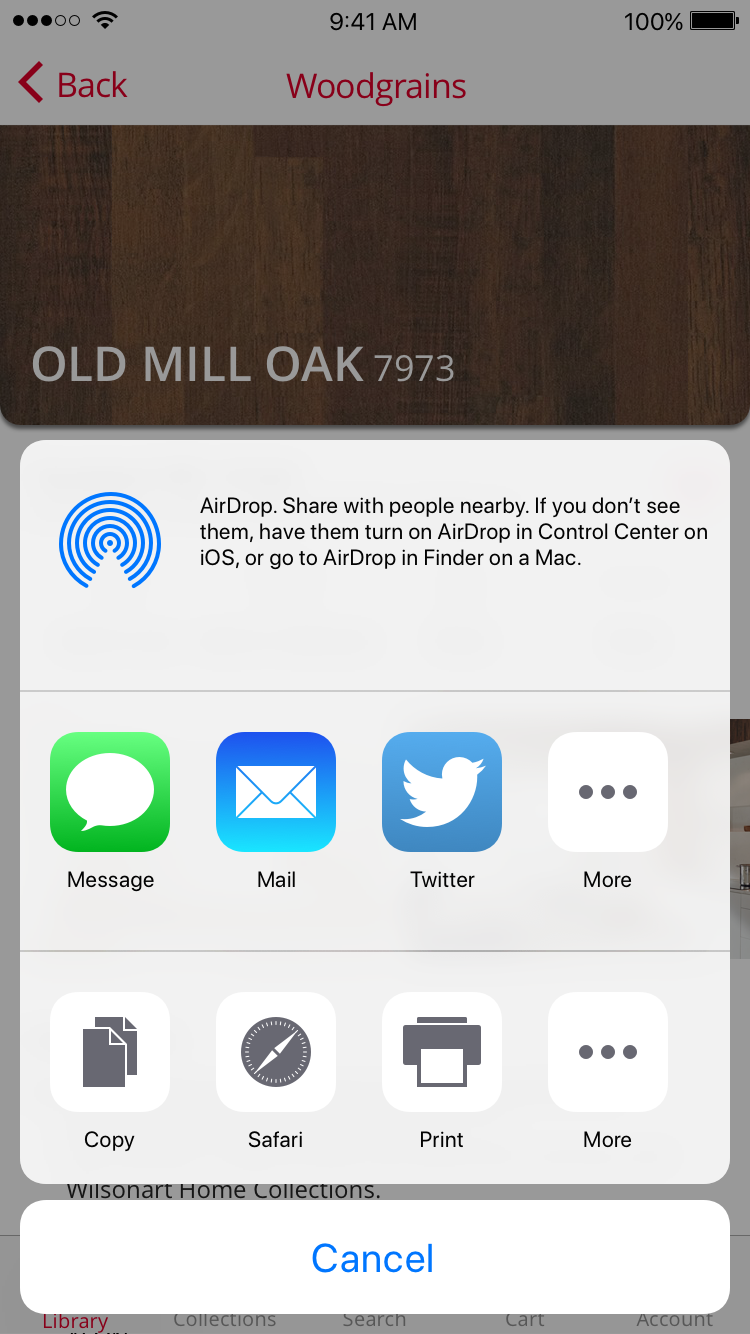 9:41 AM
100%
Back
Woodgrains
OLD MILL OAK 7973
AirDrop. Share with people nearby. If you don’t see
them, have them turn on AirDrop in Control Center on
iOS, or go to AirDrop in Finder on a Mac.
Message
Mail
Twitter
More
Copy
Safari
Print
More
Wilsonart Home Collections.
Cancel
Library
Collections
Search
Cart
Account